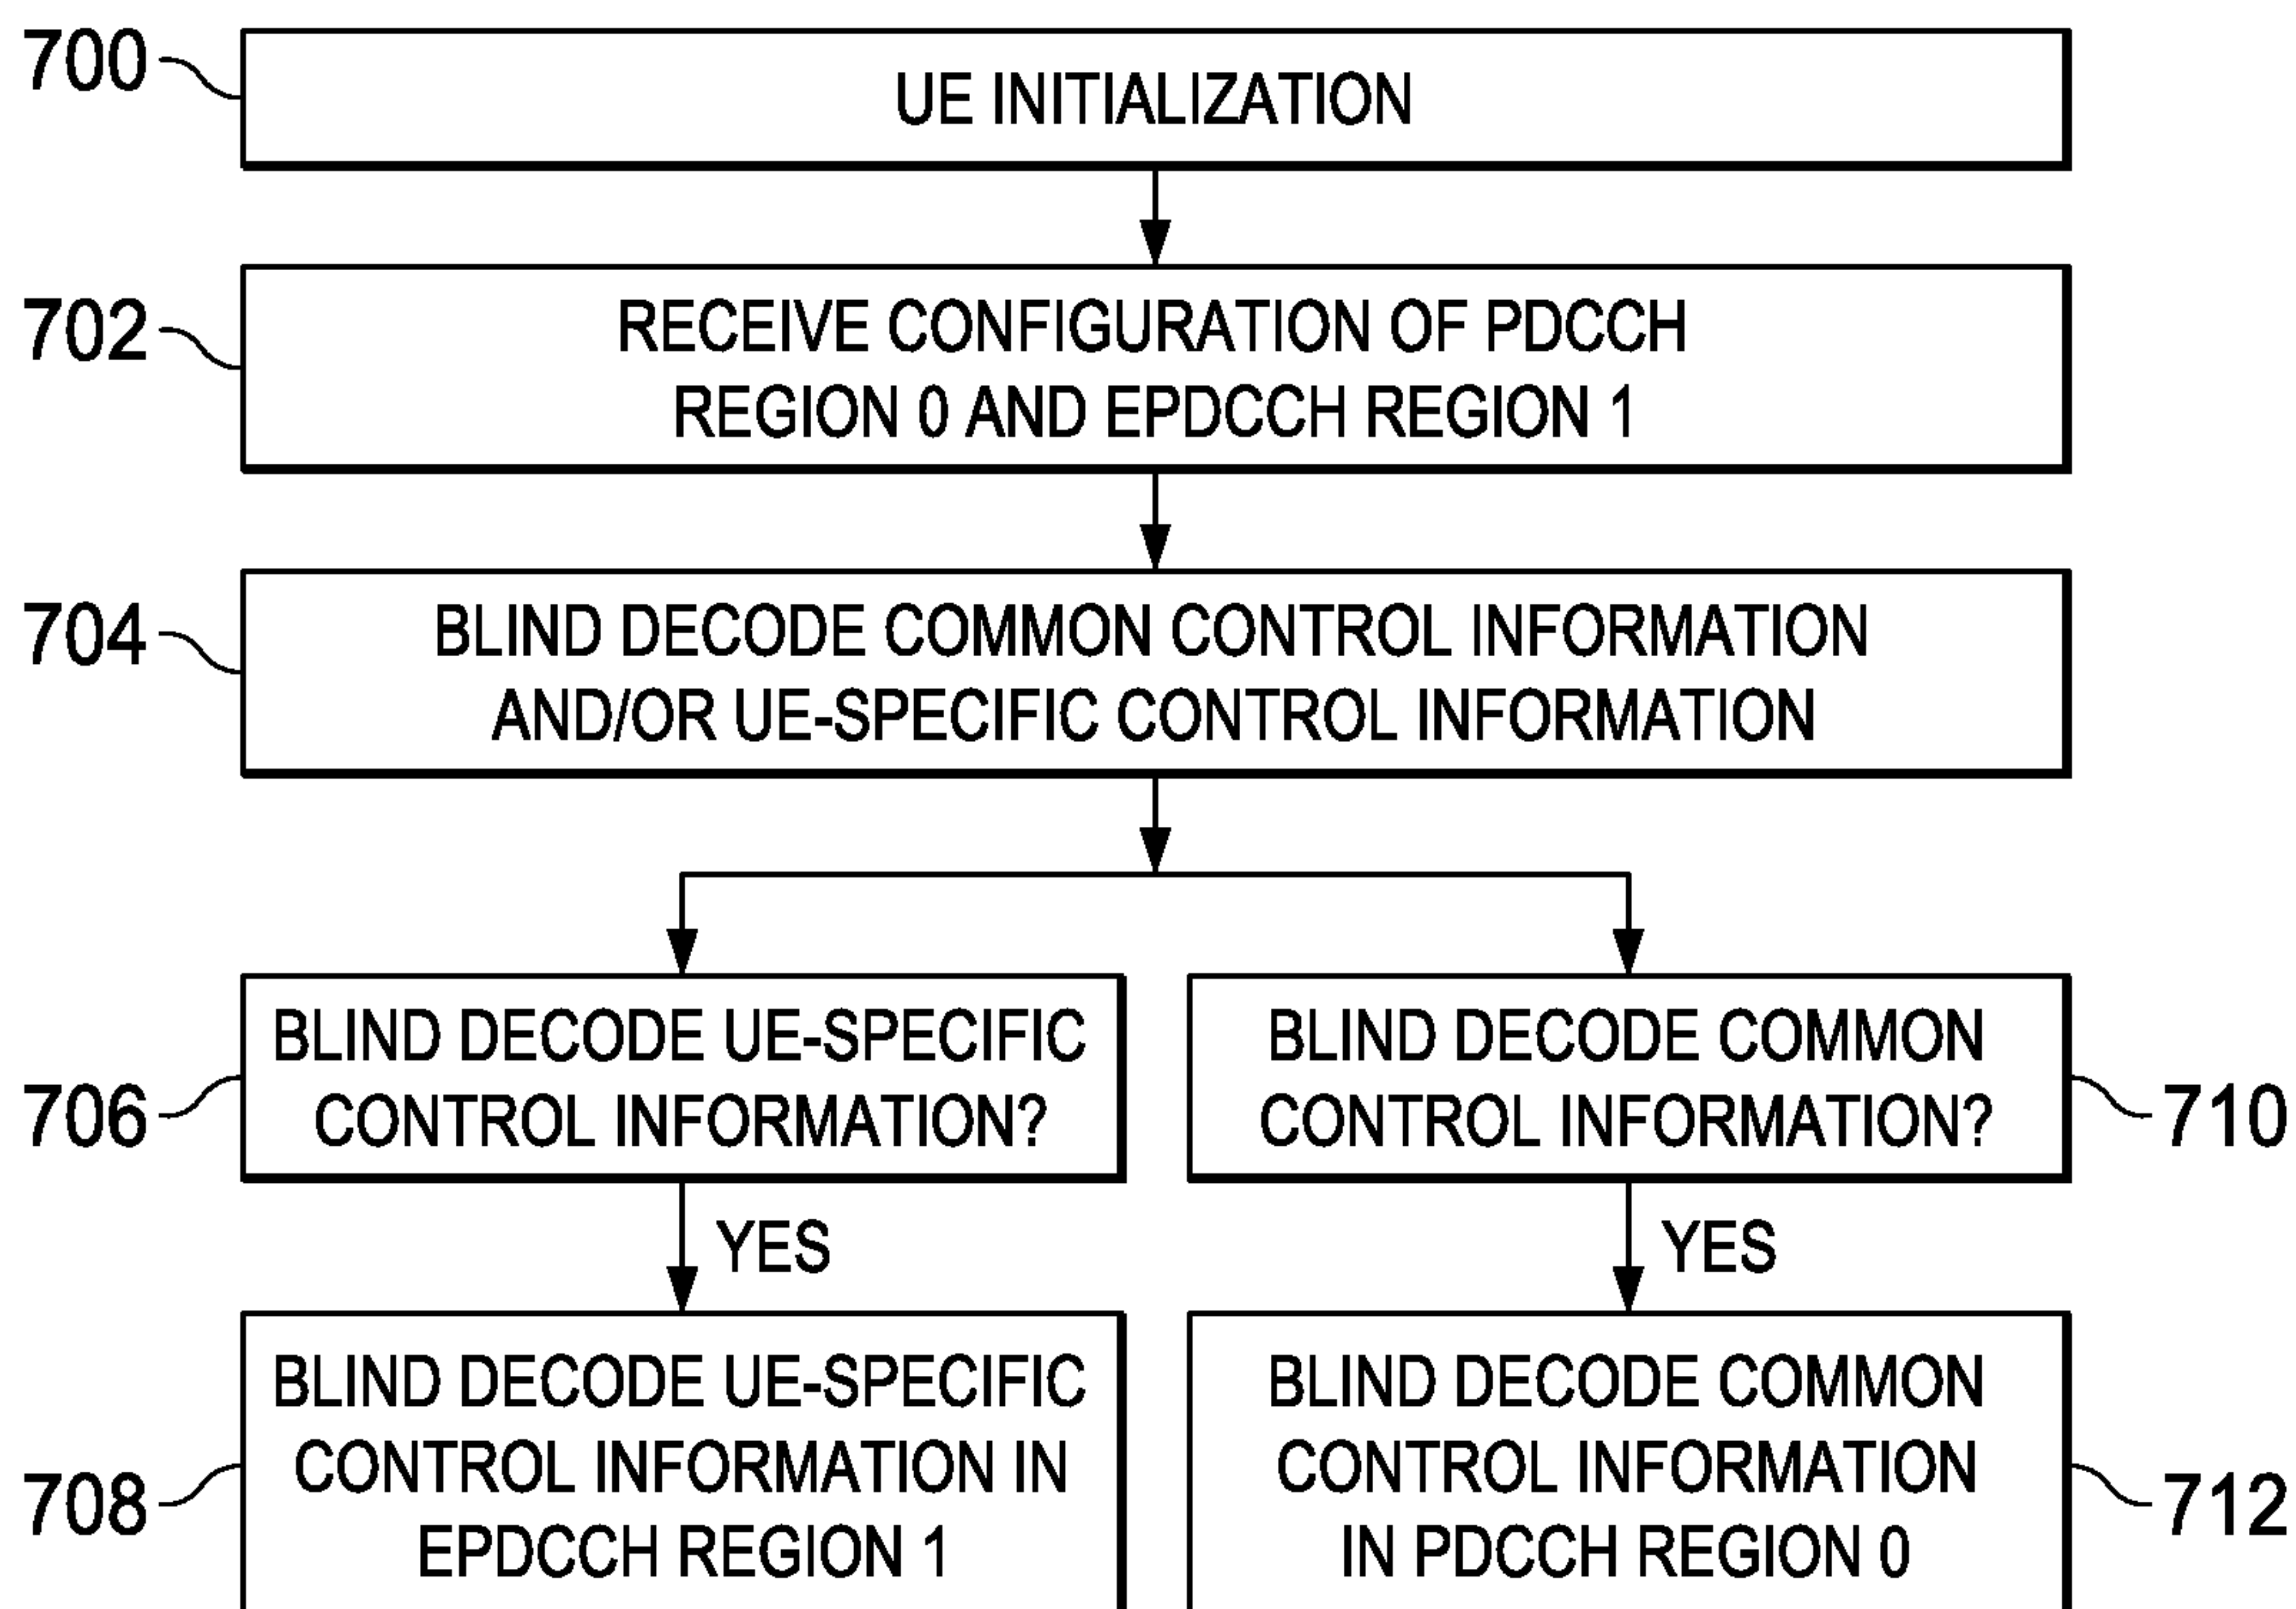 700
UE INITIALIZATION
702
RECEIVE CONFIGURATION OF PDCCH
REGION 0 AND EPDCCH REGION 1
704
BLIND DECODE COMMON CONTROL INFORMATION
AND/OR UE-SPECIFIC CONTROL INFORMATION
706
BLIND DECODE UE-SPECIFIC
CONTROL INFORMATION?
BLIND DECODE COMMON
CONTROL INFORMATION?
710
YES
YES
708
BLIND DECODE UE-SPECIFIC
CONTROL INFORMATION IN
EPDCCH REGION 1
BLIND DECODE COMMON
CONTROL INFORMATION
IN PDCCH REGION 0
712